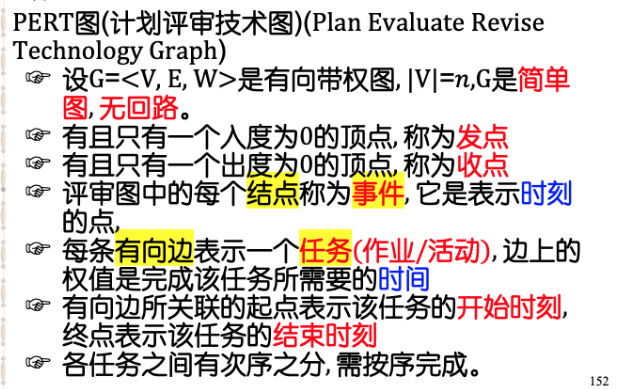 PERT图(计划评审技术图)(Plan Evaluate Revise
Technology Graph)
☞ 设G=<V, E, W>是有向带权图, |V|=n,G是简单
图, 无回路。
☞ 有且只有一个入度为0的顶点, 称为发点
☞ 有且只有一个出度为0的顶点, 称为收点
☞ 评审图中的每个结点称为事件, 它是表示时刻
的点,
☞ 每条有向边表示一个任务(作业/活动), 边上的
权值是完成该任务所需要的时间
☞ 有向边所关联的起点表示该任务的开始时刻,
终点表示该任务的结束时刻
☞ 各任务之间有次序之分, 需按序完成。
152